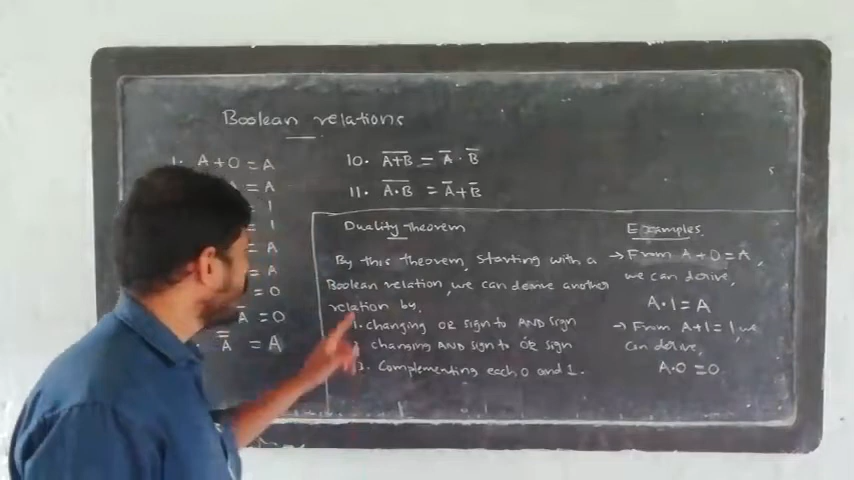 Boolean relations
1. A+0 = A
= A
1
1
= A
= A
= 0
A̅ = 0
A̿ = A
10. \overline{A+B} = A̅ · B̅
11. \overline{A·B} = A̅ + B̅
Duality Theorem
By this Theorem, Starting with a
Boolean relation, we can derive another
relation by,
1. changing OR sign to AND sign
changing AND sign to OR sign
3. Complementing each 0 and 1.
Examples
→ From A+0=A,
we can derive,
A·1=A
→ From A+1=1, we
can derive,
A·0=0